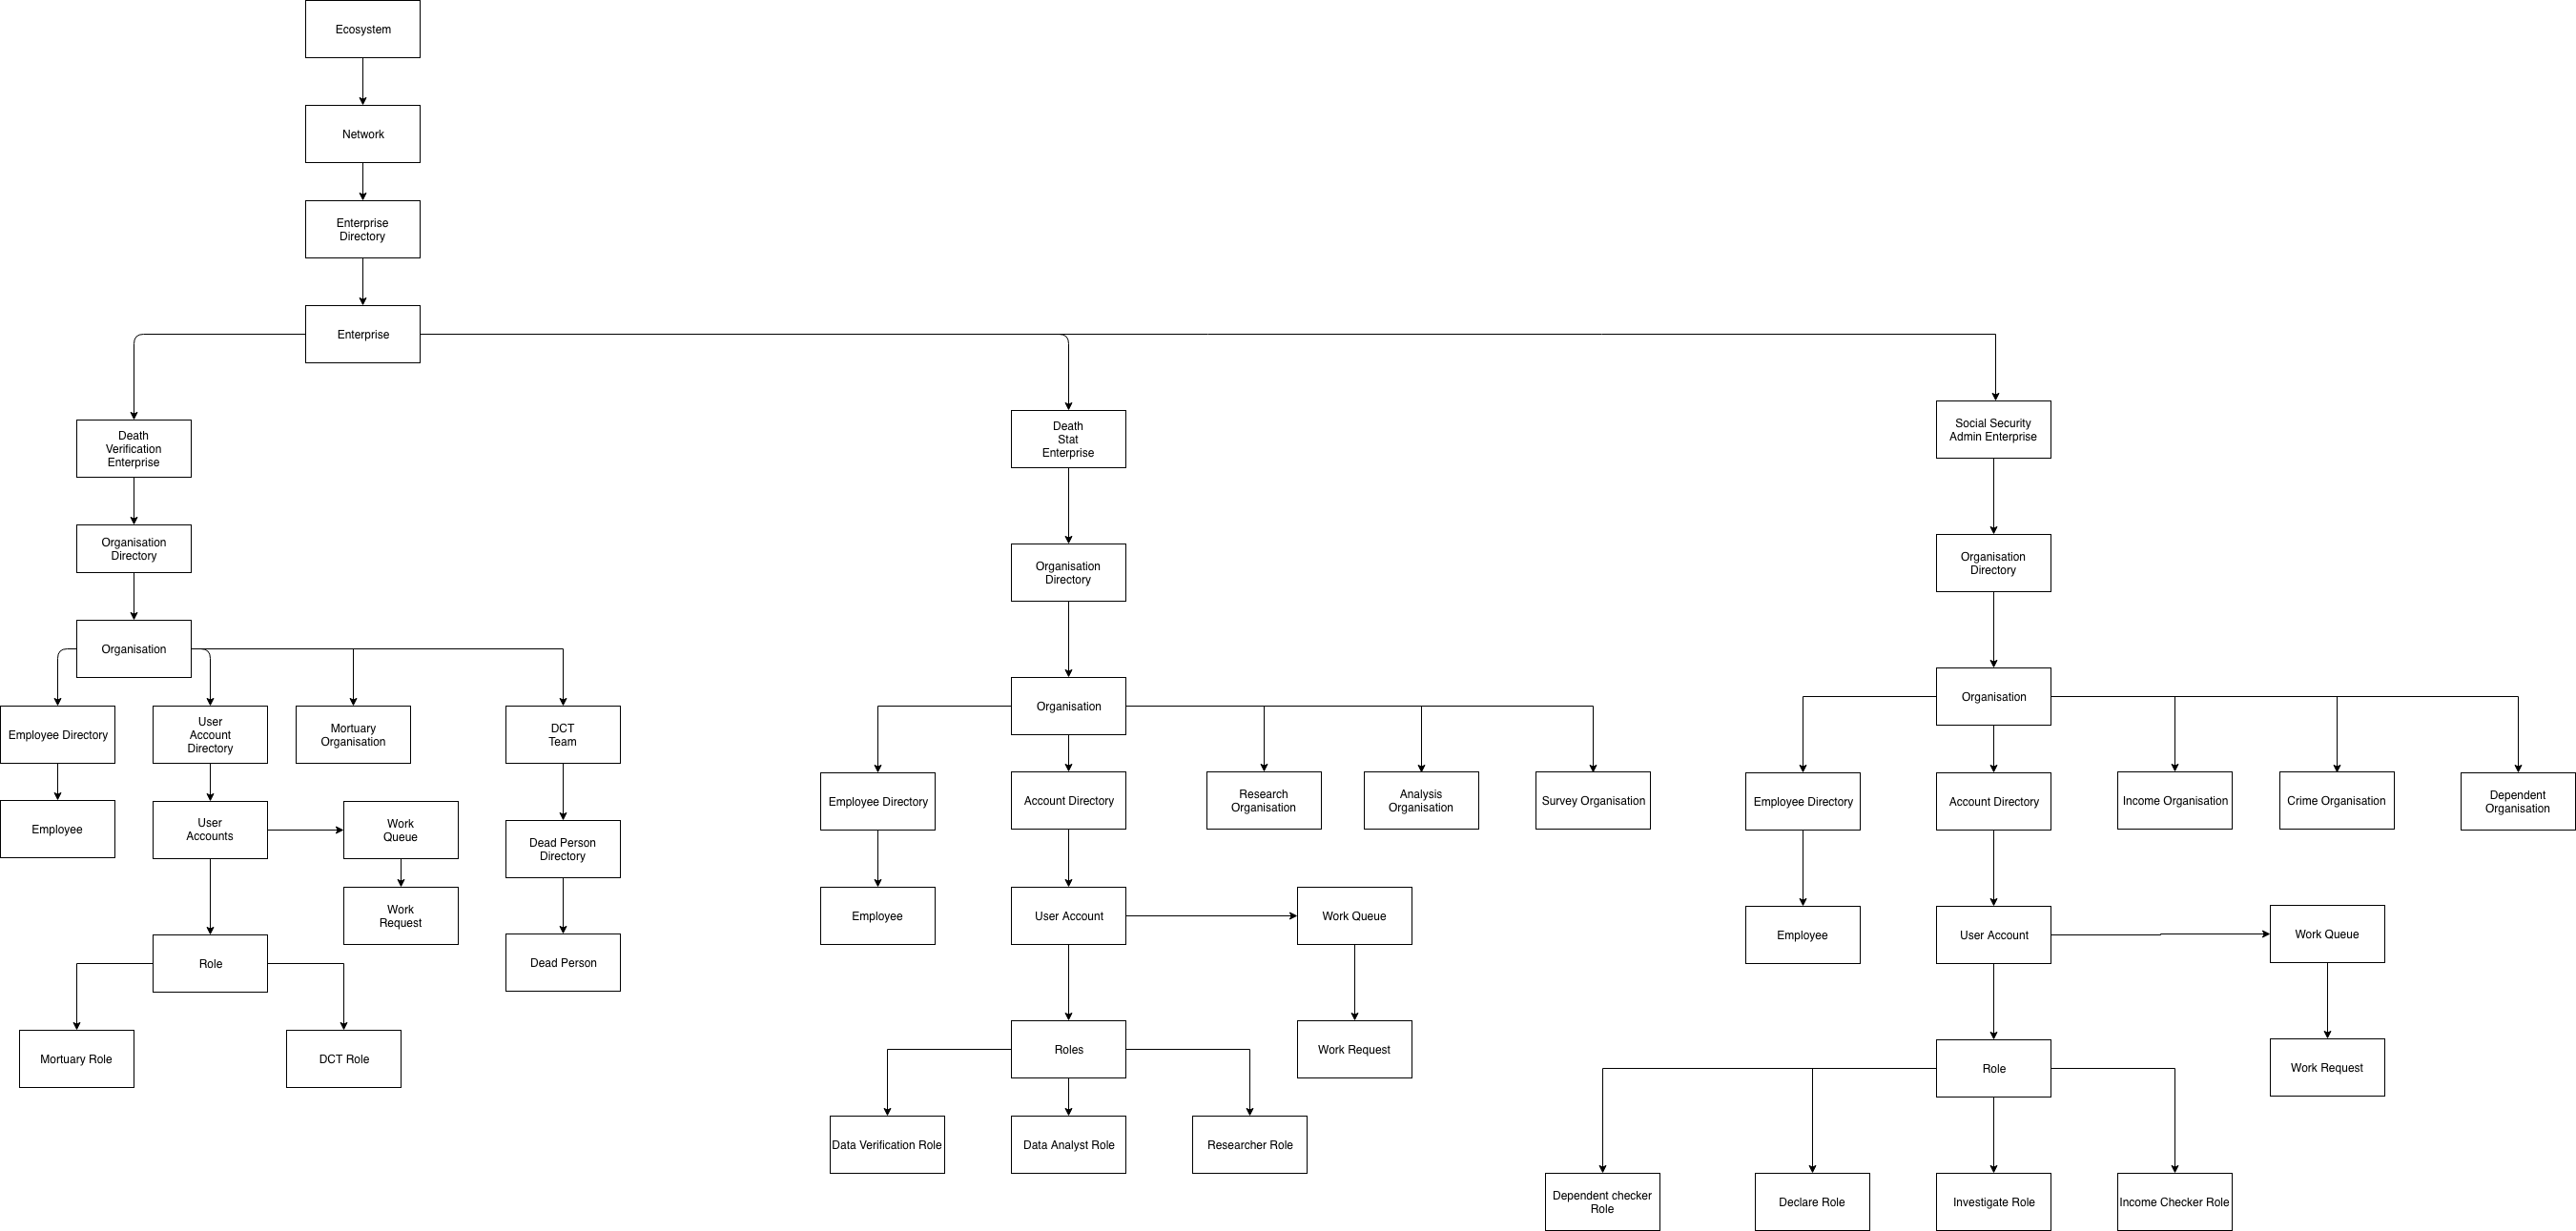 Ecosystem
Network
Enterprise
Directory
Enterprise
Death
Verification
Enterprise
Organisation
Directory
Organisation
Employee Directory
User
Account
Directory
Mortuary
Organisation
DCT
Team
Employee
User
Accounts
Work
Queue
Dead Person
Directory
Work
Request
Role
Dead Person
Mortuary Role
DCT Role
Death
Stat
Enterprise
Organisation
Directory
Organisation
Employee Directory
Account Directory
Research
Organisation
Analysis
Organisation
Survey Organisation
Employee
User Account
Work Queue
Roles
Work Request
Data Verification Role
Data Analyst Role
Researcher Role
Social Security
Admin Enterprise
Organisation
Directory
Organisation
Employee Directory
Account Directory
Income Organisation
Crime Organisation
Dependent
Organisation
Employee
User Account
Work Queue
Role
Work Request
Dependent checker
Role
Declare Role
Investigate Role
Income Checker Role